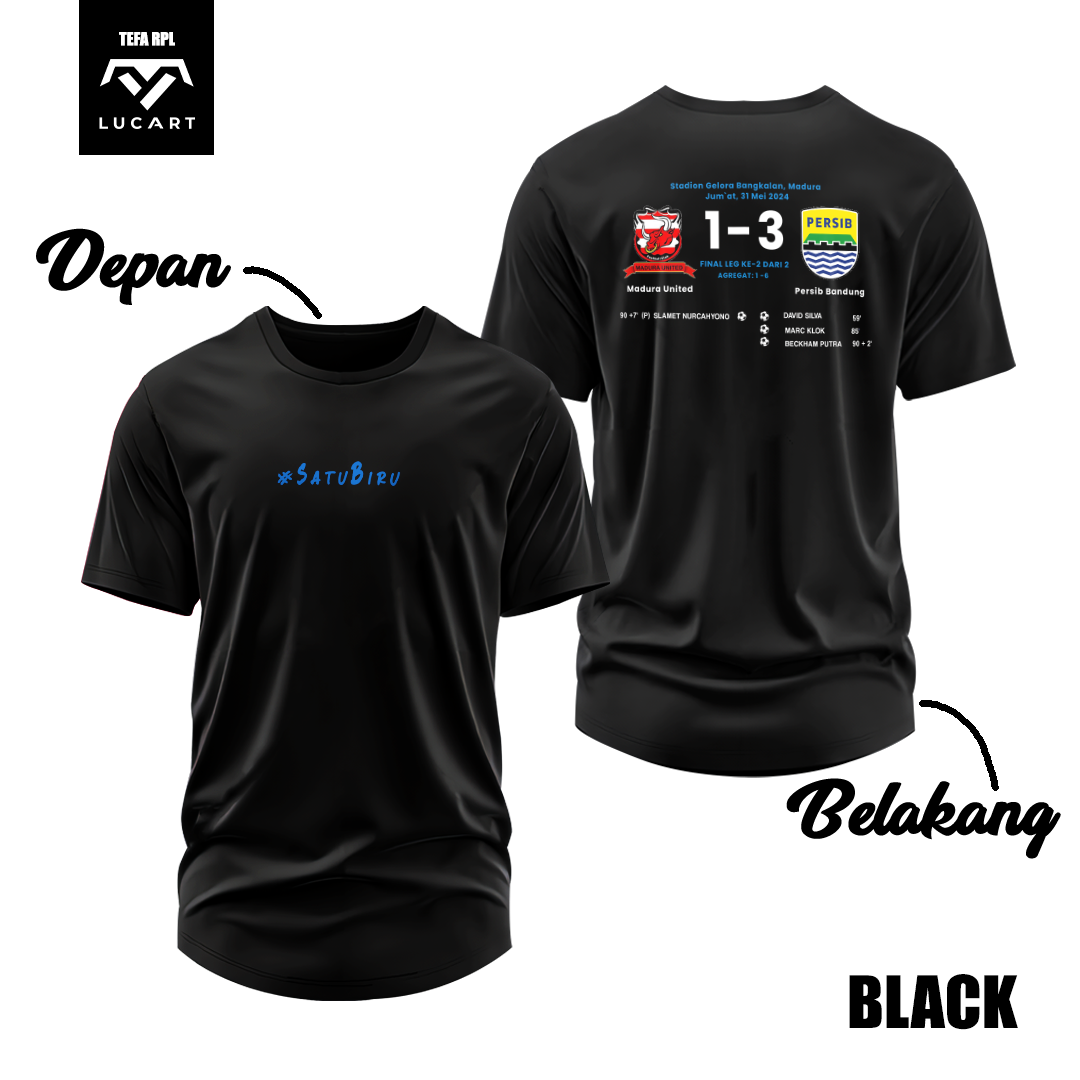 TEFA RPL
LUCART
Depan
#SATUBIRU
Stadion Gelora Bangkalan, Madura
Jum`at, 31 Mei 2024
1-3
PERSIB
MADURA UNITED
FINAL LEG KE-2 DARI 2
AGREGAT: 1 - 6
Madura United
Persib Bandung
90 +7' (P) SLAMET NURCAHYONO
DAVID SILVA 59'
MARC KLOK 85'
BECKHAM PUTRA 90 + 2'
Belakang
BLACK